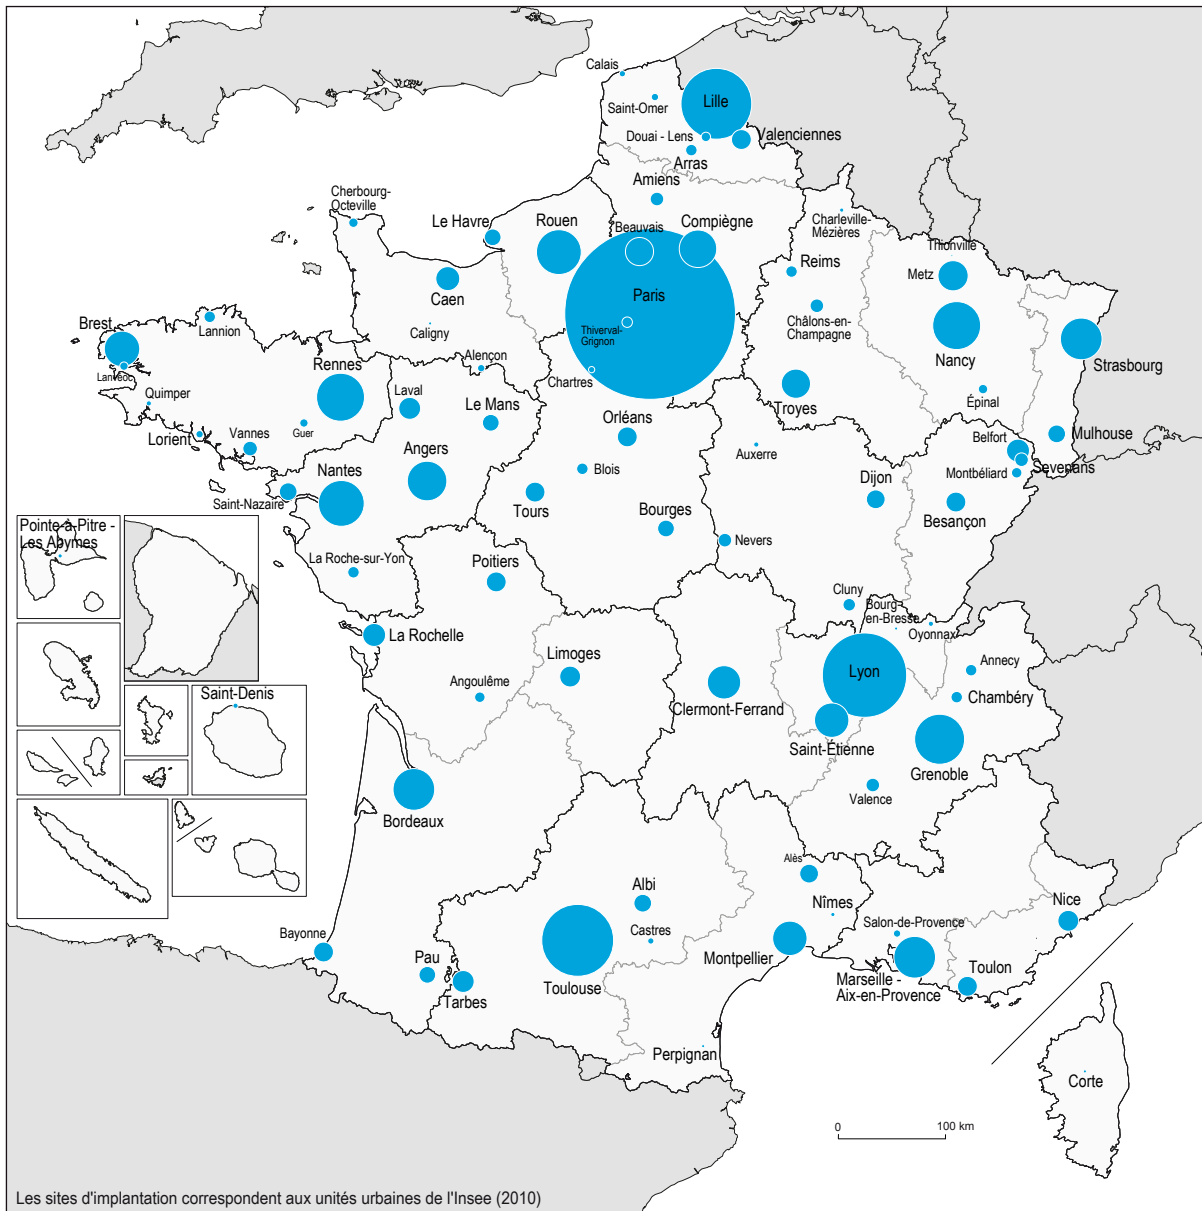 Calais
Saint-Omer
Lille
Douai - Lens
Valenciennes
Arras
Amiens
Cherbourg-
Octeville
Le Havre
Rouen
Beauvais
Compiègne
Charleville-
Mézières
Thionville
Reims
Metz
Caen
Paris
Châlons-en-
Champagne
Caligny
Thiverval-
Grignon
Nancy
Strasbourg
Brest
Lannion
Lanvéoc
Rennes
Alençon
Chartres
Troyes
Épinal
Quimper
Laval
Le Mans
Orléans
Lorient
Vannes
Guer
Angers
Auxerre
Belfort
Mulhouse
Sevenans
Montbéliard
Blois
Nantes
Saint-Nazaire
Tours
Bourges
Dijon
Besançon
Nevers
Pointe-à-Pitre -
Les Abymes
La Roche-sur-Yon
Poitiers
Cluny
Bourg-
en-Bresse
Oyonnax
La Rochelle
Limoges
Lyon
Annecy
Angoulême
Clermont-Ferrand
Chambéry
Saint-Denis
Saint-Étienne
Grenoble
Valence
Bordeaux
Alès
Albi
Nîmes
Nice
Castres
Salon-de-Provence
Bayonne
Pau
Tarbes
Toulouse
Montpellier
Marseille -
Aix-en-Provence
Toulon
Perpignan
Corte
0 100 km
Les sites d'implantation correspondent aux unités urbaines de l'Insee (2010)